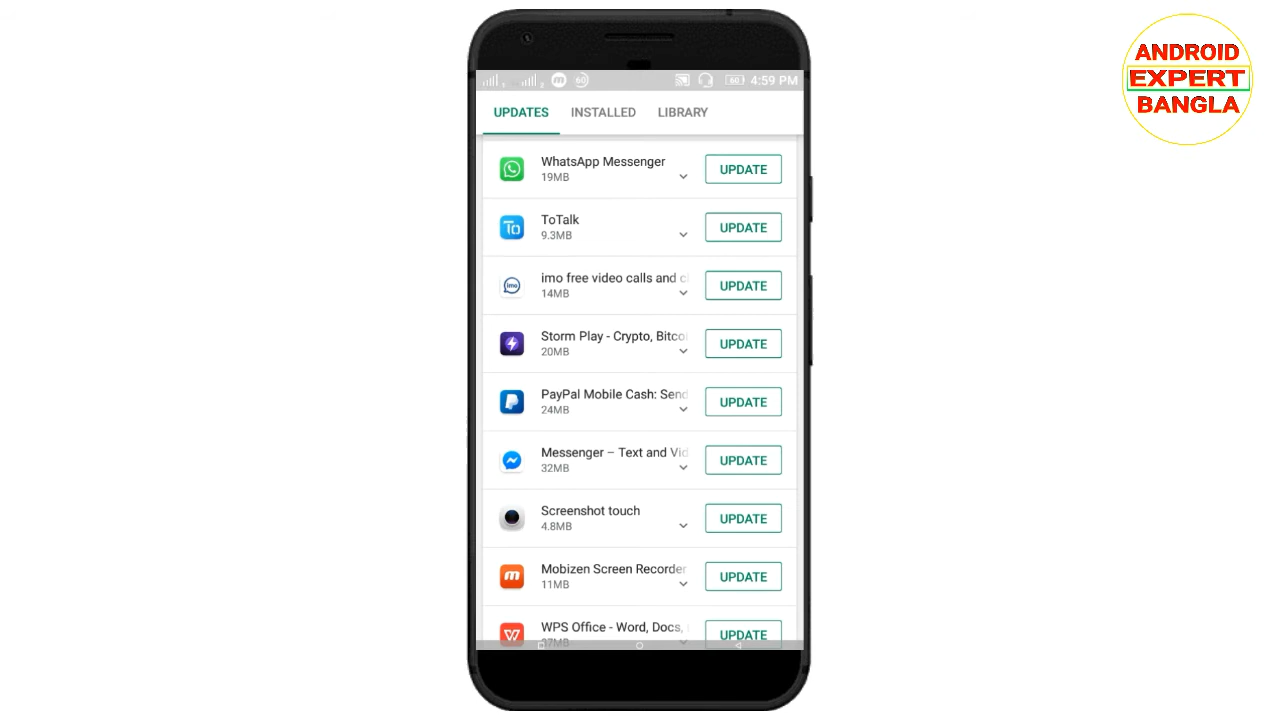 4:59 PM
UPDATES INSTALLED LIBRARY
WhatsApp Messenger
19MB
UPDATE
ToTalk
9.3MB
UPDATE
imo free video calls and
14MB
UPDATE
Storm Play - Crypto, Bitco
20MB
UPDATE
PayPal Mobile Cash: Send
24MB
UPDATE
Messenger – Text and Vid
32MB
UPDATE
Screenshot touch
4.8MB
UPDATE
Mobizen Screen Recorder
11MB
UPDATE
WPS Office - Word, Docs,
UPDATE
ANDROID
EXPERT
BANGLA